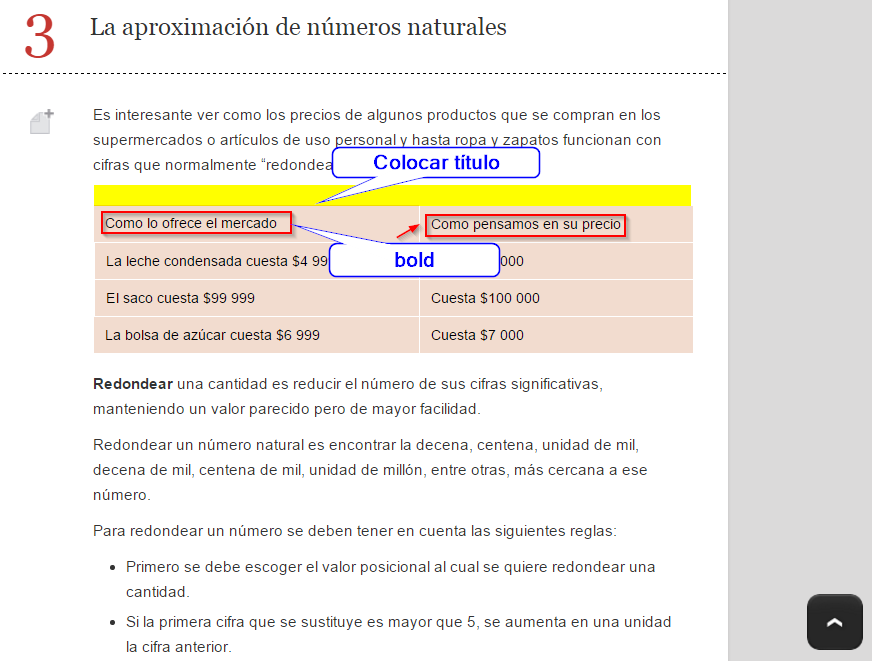 3
La aproximación de números naturales
Es interesante ver como los precios de algunos productos que se compran en los
supermercados o artículos de uso personal y hasta ropa y zapatos funcionan con
cifras que normalmente “redondea
Colocar título
Como lo ofrece el mercado
Como pensamos en su precio
La leche condensada cuesta $4 99
bold
000
El saco cuesta $99 999
Cuesta $100 000
La bolsa de azúcar cuesta $6 999
Cuesta $7 000
Redondear una cantidad es reducir el número de sus cifras significativas,
manteniendo un valor parecido pero de mayor facilidad.
Redondear un número natural es encontrar la decena, centena, unidad de mil,
decena de mil, centena de mil, unidad de millón, entre otras, más cercana a ese
número.
Para redondear un número se deben tener en cuenta las siguientes reglas:
Primero se debe escoger el valor posicional al cual se quiere redondear una
cantidad.
Si la primera cifra que se sustituye es mayor que 5, se aumenta en una unidad
la cifra anterior.